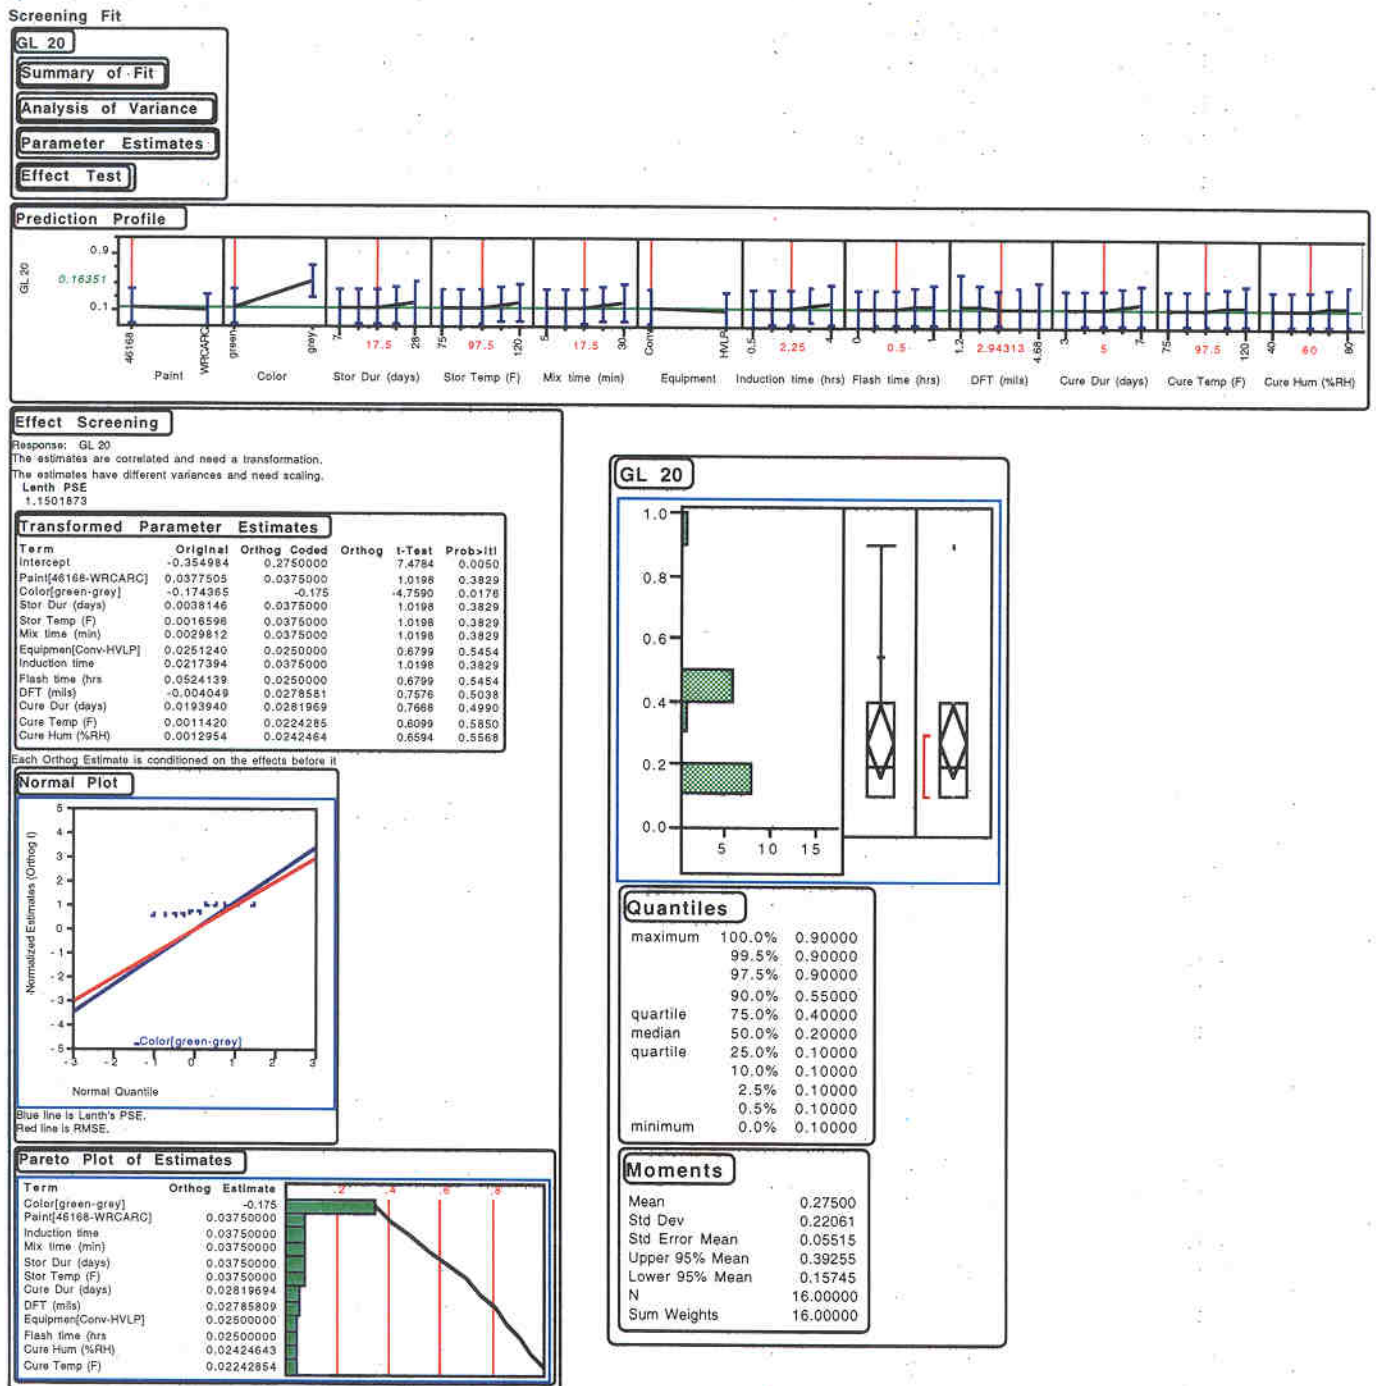 Screening Fit
GL 20
Summary of Fit
Analysis of Variance
Parameter Estimates
Effect Test
Prediction Profile
GL 20
0.9
0.16351
0.1
46168 WRCARC green grey 7 17.5 28 75 97.5 120 5 17.5 30 Conv HVLP 0.5 2.25 4 0 0.5 1 1.2 2.94313 4.68 3 5 7 75 97.5 120 40 60 80
Paint Color Stor Dur (days) Stor Temp (F) Mix time (min) Equipment Induction time (hrs) Flash time (hrs) DFT (mils) Cure Dur (days) Cure Temp (F) Cure Hum (%RH)
Effect Screening
Response: GL 20
The estimates are correlated and need a transformation.
The estimates have different variances and need scaling.
Lenth PSE
1.1501873
Transformed Parameter Estimates
Term Original Orthog Coded Orthog t-Test Prob>|t|
Intercept -0.354984 0.2750000 7.4784 0.0050
Paint[46168-WRCARC] 0.0377505 0.0375000 1.0198 0.3829
Color[green-grey] -0.174365 -0.175 -4.7590 0.0176
Stor Dur (days) 0.0038146 0.0375000 1.0198 0.3829
Stor Temp (F) 0.0016596 0.0375000 1.0198 0.3829
Mix time (min) 0.0029812 0.0375000 1.0198 0.3829
Equipmen[Conv-HVLP] 0.0251240 0.0250000 0.6799 0.5454
Induction time 0.0217394 0.0375000 1.0198 0.3829
Flash time (hrs 0.0524139 0.0250000 0.6799 0.5454
DFT (mils) -0.004049 0.0278581 0.7576 0.5038
Cure Dur (days) 0.0193940 0.0281969 0.7668 0.4990
Cure Temp (F) 0.0011420 0.0224285 0.6099 0.5850
Cure Hum (%RH) 0.0012954 0.0242464 0.6594 0.5568
Each Orthog Estimate is conditioned on the effects before it
Normal Plot
Normalized Estimates (Orthog t)
5
4
3
2
1
0
-1
-2
-3
-4
-5
Color[green-grey]
-3 -2 -1 0 1 2 3
Normal Quantile
Blue line is Lenth's PSE.
Red line is RMSE.
Pareto Plot of Estimates
Term Orthog Estimate .2 .4 .6 .8
Color[green-grey] -0.175
Paint[46168-WRCARC] 0.03750000
Induction time 0.03750000
Mix time (min) 0.03750000
Stor Dur (days) 0.03750000
Stor Temp (F) 0.03750000
Cure Dur (days) 0.02819694
DFT (mils) 0.02785809
Equipmen[Conv-HVLP] 0.02500000
Flash time (hrs 0.02500000
Cure Hum (%RH) 0.02424643
Cure Temp (F) 0.02242854
GL 20
1.0
0.8
0.6
0.4
0.2
0.0
5 10 15
Quantiles
maximum 100.0% 0.90000
99.5% 0.90000
97.5% 0.90000
90.0% 0.55000
quartile 75.0% 0.40000
median 50.0% 0.20000
quartile 25.0% 0.10000
10.0% 0.10000
2.5% 0.10000
0.5% 0.10000
minimum 0.0% 0.10000
Moments
Mean 0.27500
Std Dev 0.22061
Std Error Mean 0.05515
Upper 95% Mean 0.39255
Lower 95% Mean 0.15745
N 16.00000
Sum Weights 16.00000